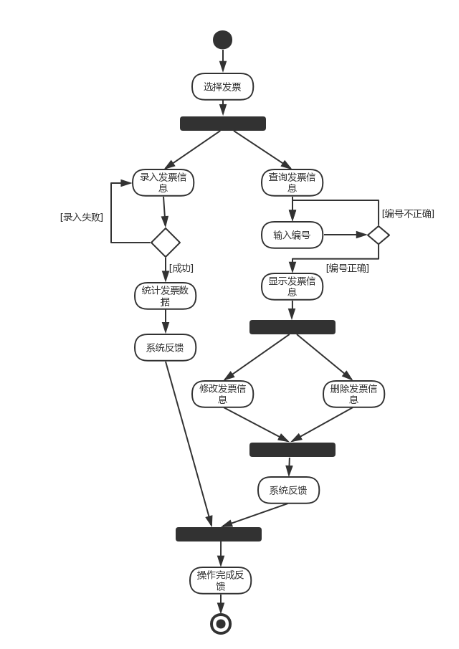 选择发票
录入发票信
息
查询发票信
息
[录入失败]
[编号不正确]
输入编号
[成功]
[编号正确]
统计发票数
据
显示发票信
息
系统反馈
修改发票信
息
删除发票信
息
系统反馈
操作完成反
馈